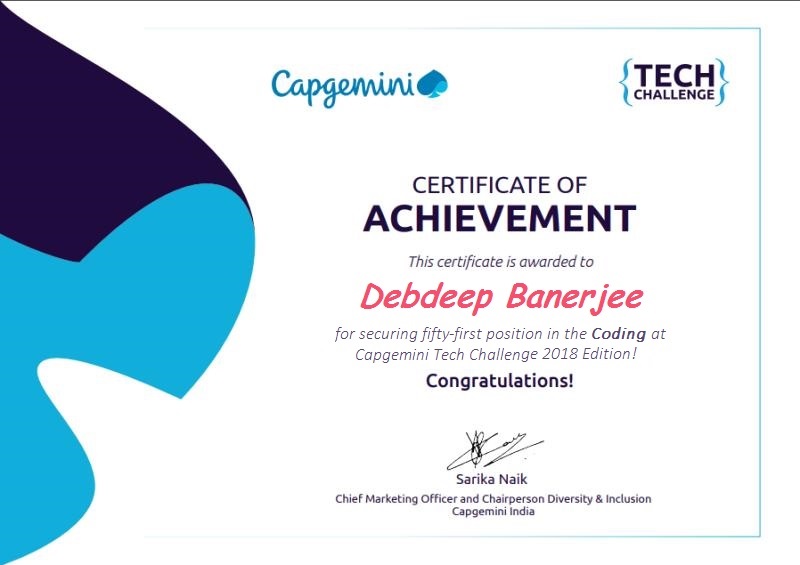 Capgemini
{TECH
CHALLENGE}
CERTIFICATE OF
ACHIEVEMENT
This certificate is awarded to
Debdeep Banerjee
for securing fifty-first position in the Coding at
Capgemini Tech Challenge 2018 Edition!
Congratulations!
Sarika Naik
Chief Marketing Officer and Chairperson Diversity & Inclusion
Capgemini India